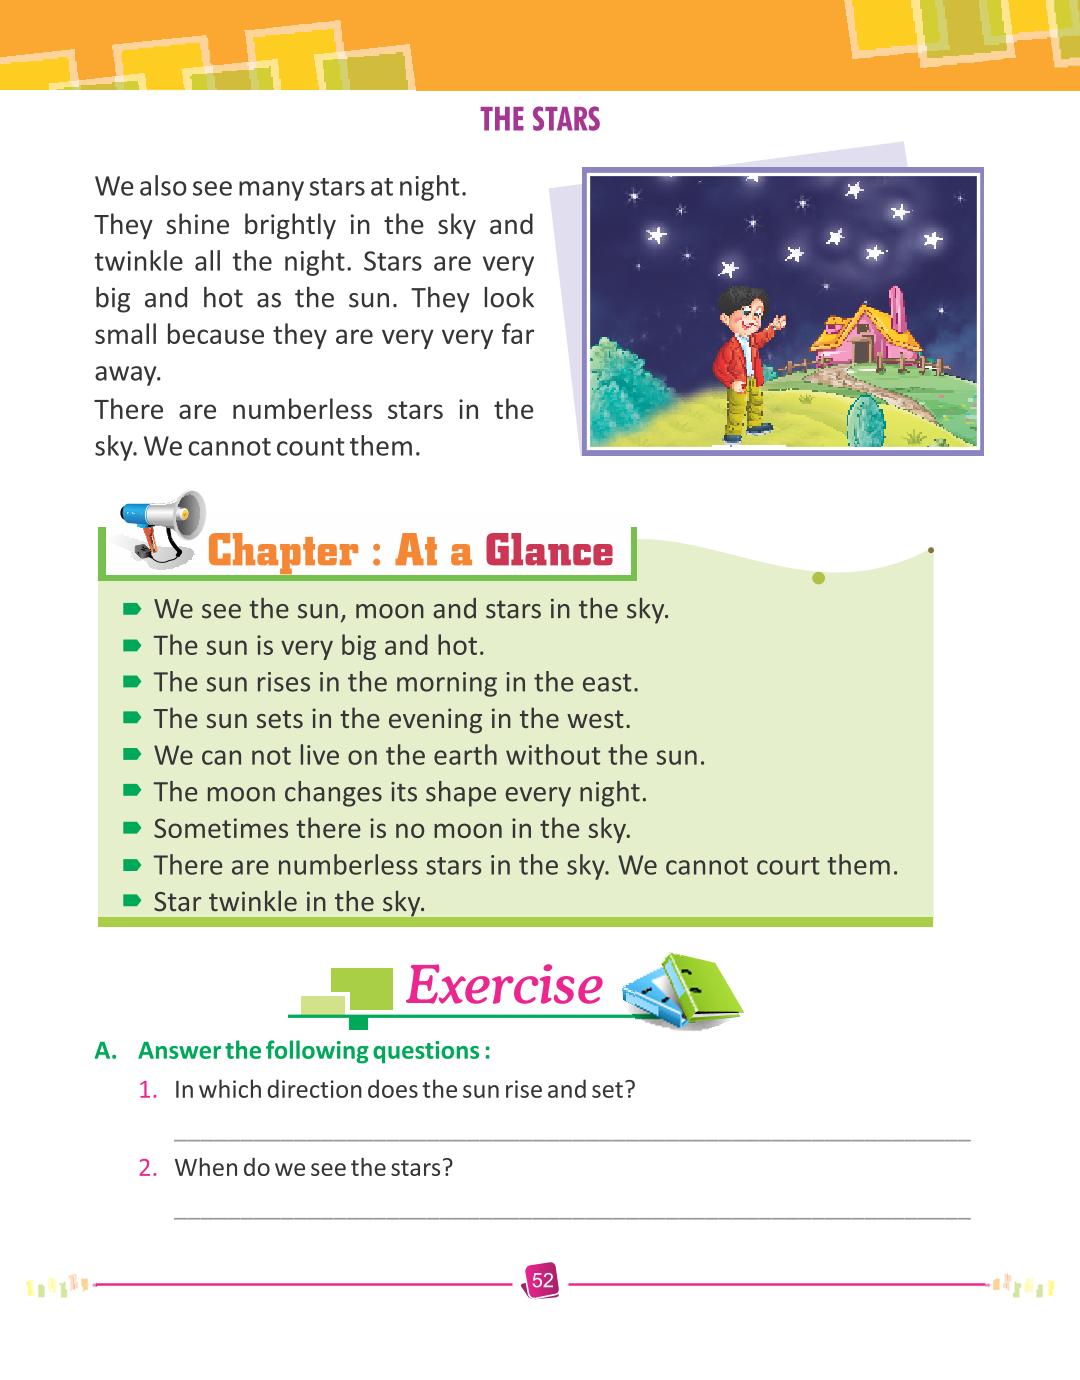 THE STARS
We also see many stars at night.
They shine brightly in the sky and
twinkle all the night. Stars are very
big and hot as the sun. They look
small because they are very very far
away.
There are numberless stars in the
sky. We cannot count them.
Chapter : At a Glance
We see the sun, moon and stars in the sky.
The sun is very big and hot.
The sun rises in the morning in the east.
The sun sets in the evening in the west.
We can not live on the earth without the sun.
The moon changes its shape every night.
Sometimes there is no moon in the sky.
There are numberless stars in the sky. We cannot court them.
Star twinkle in the sky.
Exercise
A. Answer the following questions :
1. In which direction does the sun rise and set?
2. When do we see the stars?
52